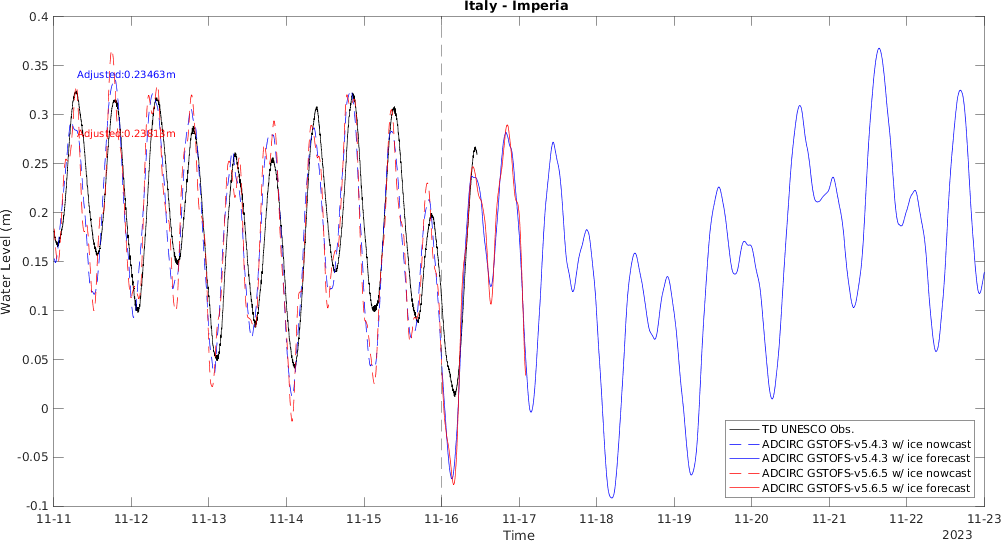 Italy - Imperia
0.4
0.35
0.3
0.25
0.2
0.15
0.1
0.05
0
-0.05
-0.1
Water Level (m)
Adjusted:0.23463m
Adjusted:0.23613m
11-11 11-12 11-13 11-14 11-15 11-16 11-17 11-18 11-19 11-20 11-21 11-22 11-23
Time
2023
TD UNESCO Obs.
ADCIRC GSTOFS-v5.4.3 w/ ice nowcast
ADCIRC GSTOFS-v5.4.3 w/ ice forecast
ADCIRC GSTOFS-v5.6.5 w/ ice nowcast
ADCIRC GSTOFS-v5.6.5 w/ ice forecast